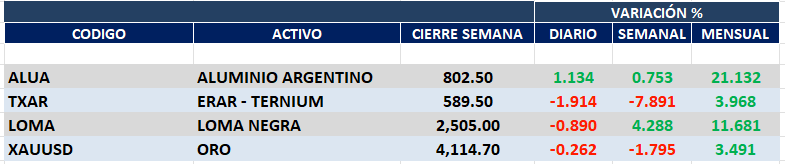 VARIACIÓN %
CODIGO ACTIVO CIERRE SEMANA DIARIO SEMANAL MENSUAL
ALUA ALUMINIO ARGENTINO 802.50 1.134 0.753 21.132
TXAR ERAR - TERNIUM 589.50 -1.914 -7.891 3.968
LOMA LOMA NEGRA 2,505.00 -0.890 4.288 11.681
XAUUSD ORO 4,114.70 -0.262 -1.795 3.491